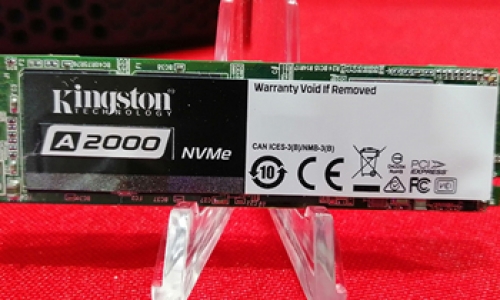 Kingston
TECHNOLOGY
A2000
NVMe
Warranty Void If Removed
CAN ICES-3(B)/NMB-3(B)
10
CE
PCI
EXPRESS
FC